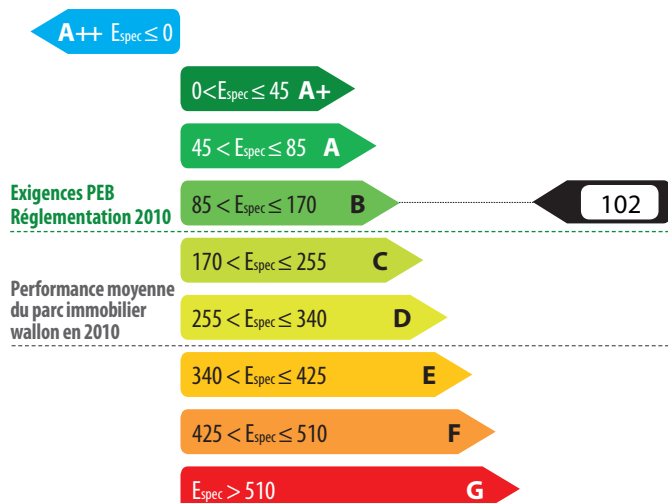 A++ Espec ≤ 0
0<Espec ≤ 45 A+
45 < Espec ≤ 85 A
Exigences PEB
Réglementation 2010
85 < Espec ≤ 170 B
102
170 < Espec ≤ 255 C
Performance moyenne
du parc immobilier
wallon en 2010
255 < Espec ≤ 340 D
340 < Espec ≤ 425 E
425 < Espec ≤ 510 F
Espec > 510 G